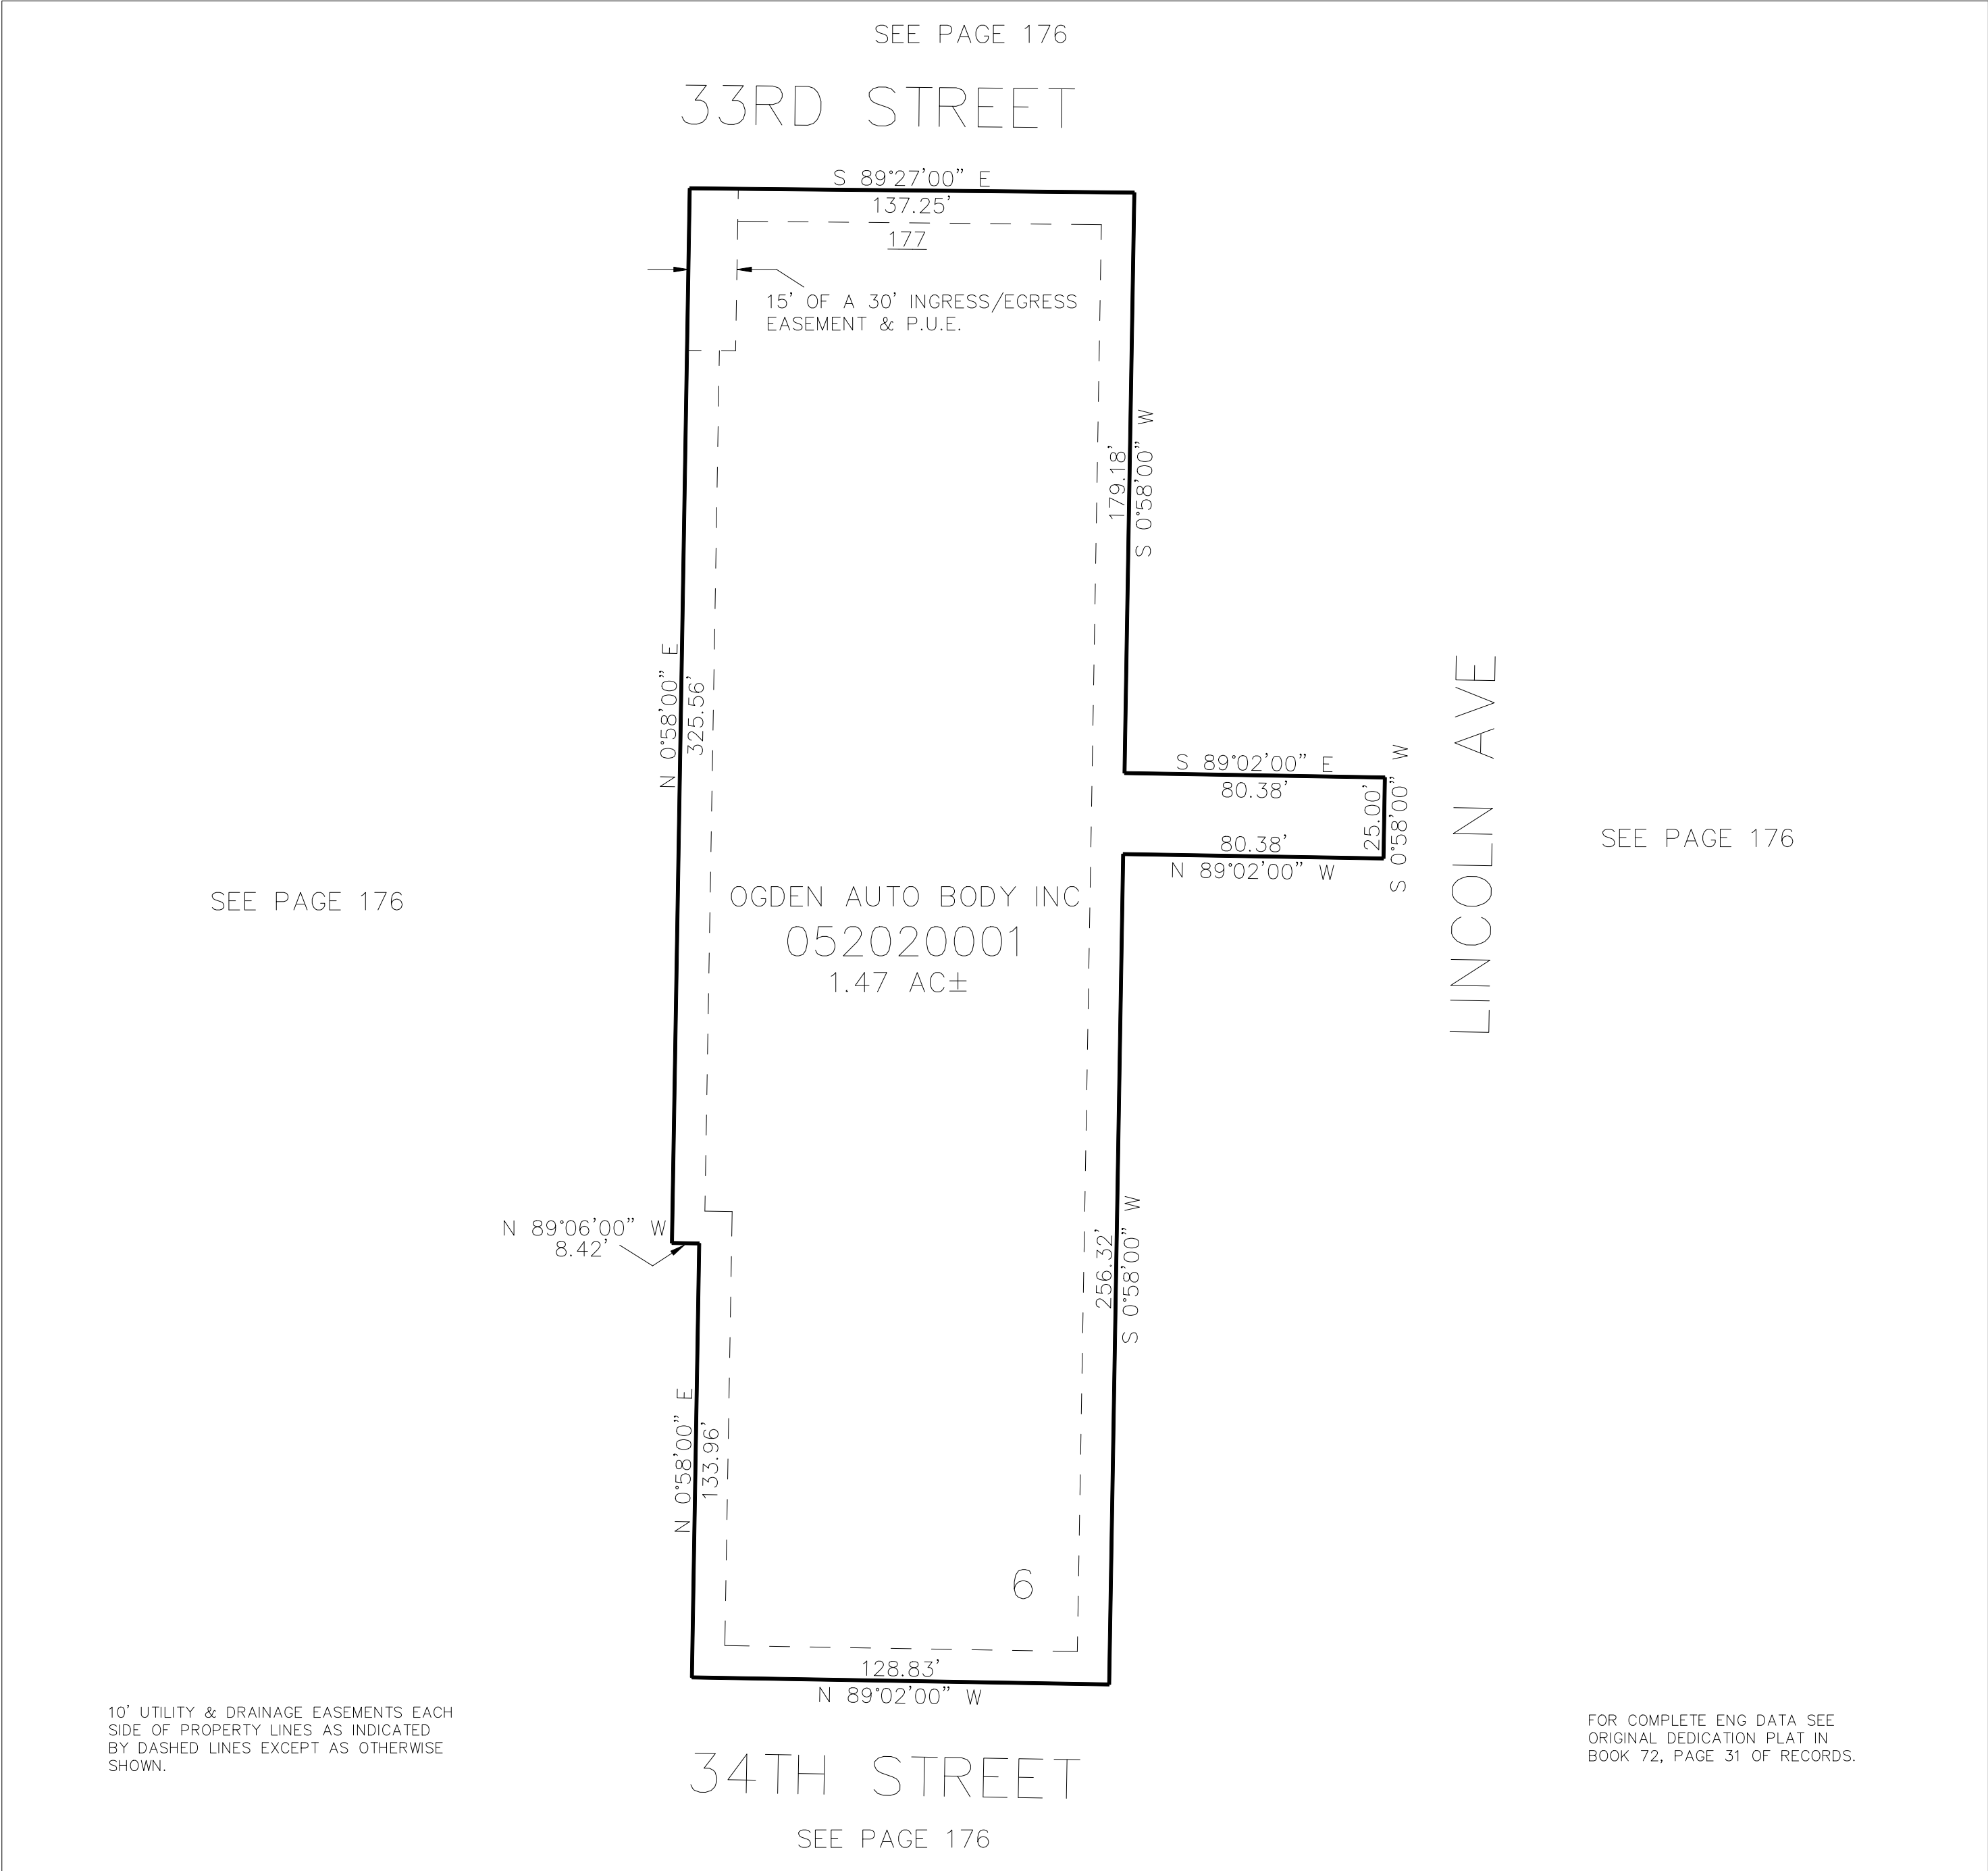 SEE PAGE 176
33RD STREET
S 89°27'00" E
137.25'
177
15' OF A 30' INGRESS/EGRESS
EASEMENT & P.U.E.
179.18'
S 0°58'00" W
N 0°58'00" E
325.56'
S 89°02'00" E
80.38'
25.00'
S 0°58'00" W
80.38'
N 89°02'00" W
LINCOLN AVE
SEE PAGE 176
SEE PAGE 176
OGDEN AUTO BODY INC
052020001
1.47 AC±
N 89°06'00" W
8.42'
256.32'
S 0°58'00" W
N 0°58'00" E
133.96'
6
128.83'
N 89°02'00" W
10' UTILITY & DRAINAGE EASEMENTS EACH
SIDE OF PROPERTY LINES AS INDICATED
BY DASHED LINES EXCEPT AS OTHERWISE
SHOWN.
FOR COMPLETE ENG DATA SEE
ORIGINAL DEDICATION PLAT IN
BOOK 72, PAGE 31 OF RECORDS.
34TH STREET
SEE PAGE 176